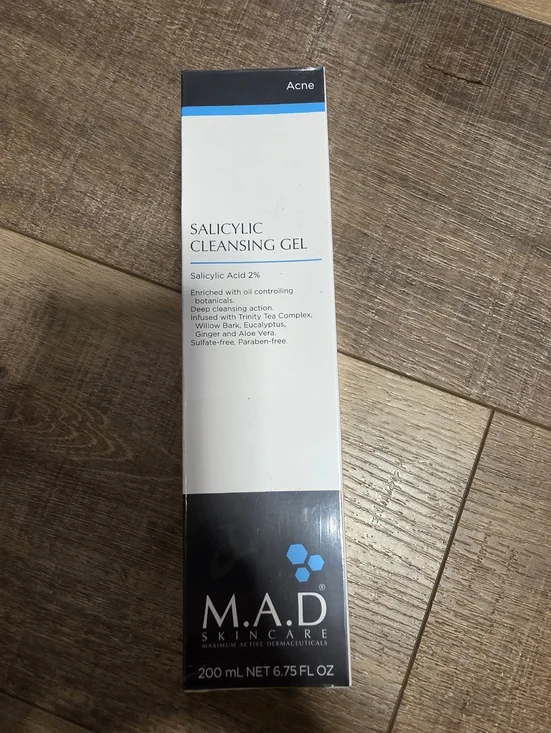 Acne
SALICYLIC
CLEANSING GEL
Salicylic Acid 2%
Enriched with oil controlling
botanicals.
Deep cleansing action.
Infused with Trinity Tea Complex,
Willow Bark, Eucalyptus,
Ginger and Aloe Vera.
Sulfate-free, Paraben-free.
M.A.D®
SKINCARE
MAXIMUM ACTIVE DERMACEUTICALS
200 mL NET 6.75 FL OZ